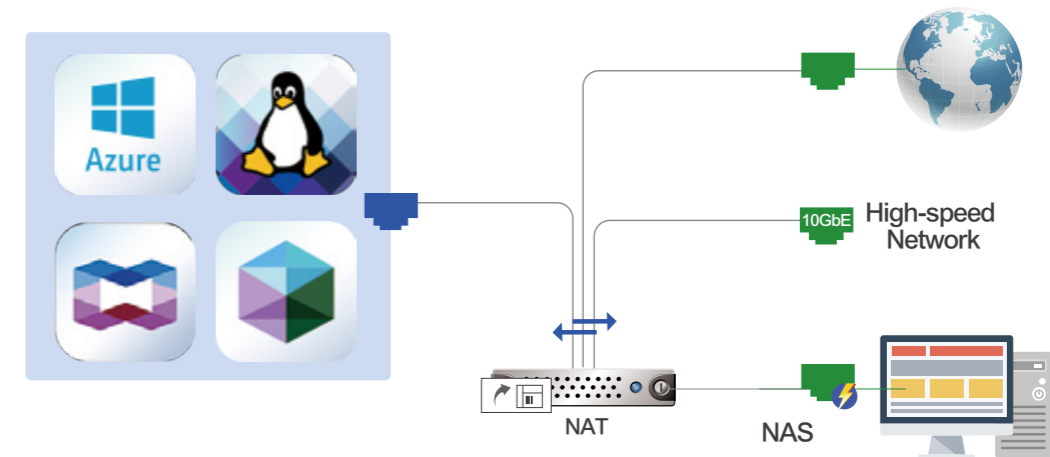 Azure
10GbE
High-speed
Network
NAT
NAS